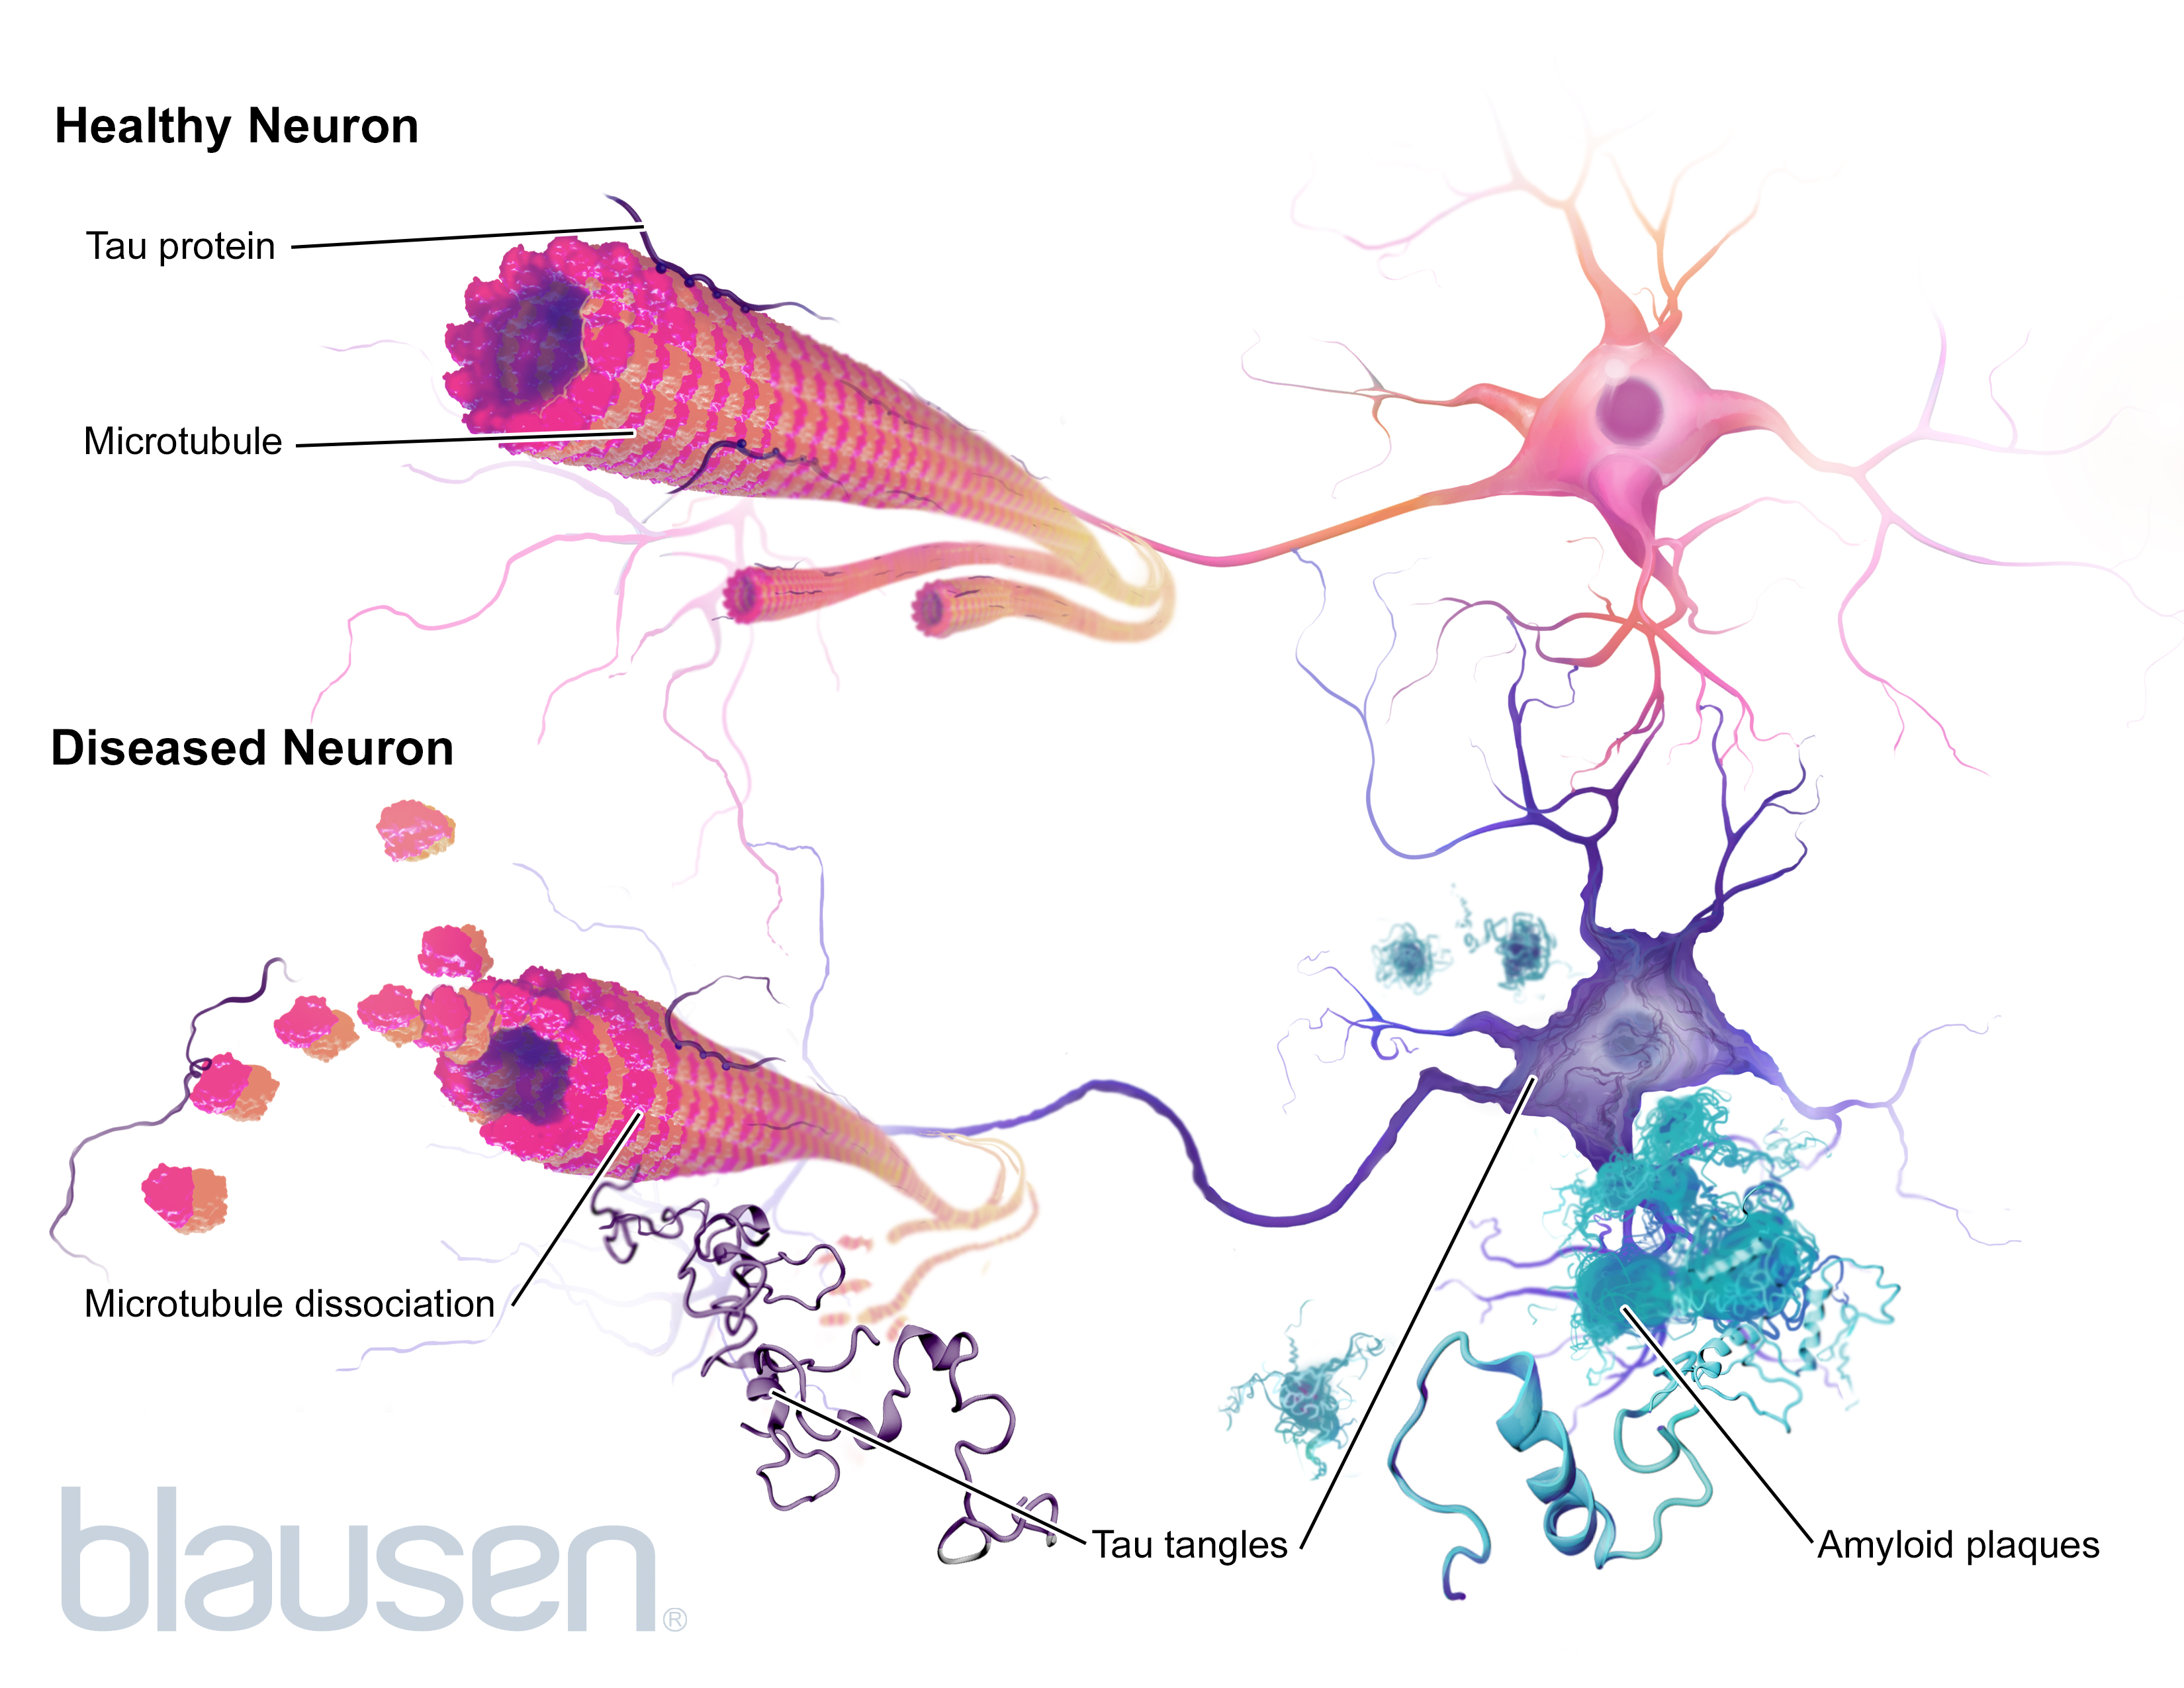 Healthy Neuron
Tau protein
Microtubule
Diseased Neuron
Microtubule dissociation
Tau tangles
Amyloid plaques
blausen®